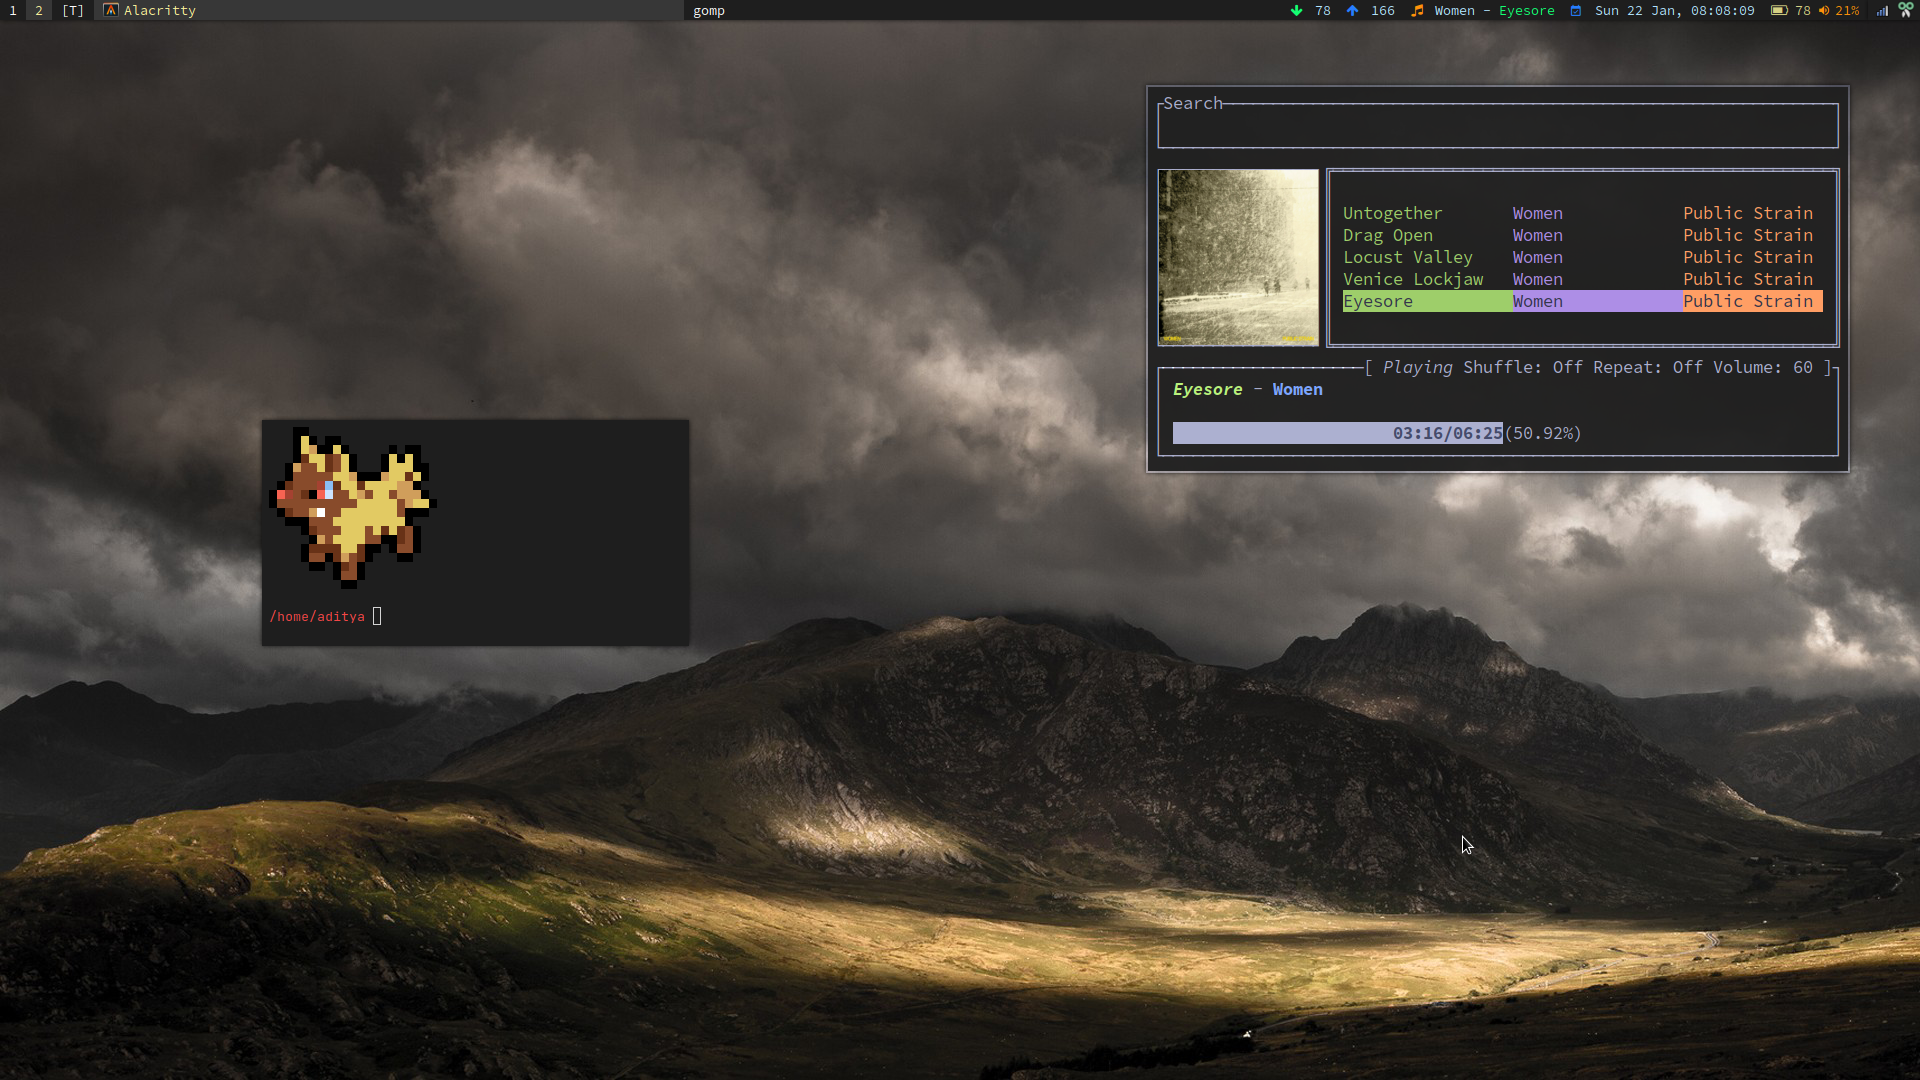 1 2 [T] Alacritty gomp 78 166 Women - Eyesore Sun 22 Jan, 08:08:09 78 21%
Search
Untogether Women Public Strain
Drag Open Women Public Strain
Locust Valley Women Public Strain
Venice Lockjaw Women Public Strain
Eyesore Women Public Strain
[ Playing Shuffle: Off Repeat: Off Volume: 60 ]
Eyesore - Women
03:16/06:25(50.92%)
/home/aditya